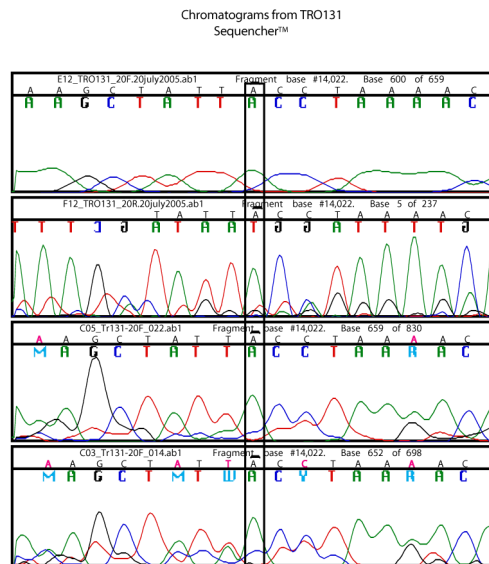 Chromatograms from TRO131
Sequencher™
E12_TRO131_20F.20july2005.ab1 Fragment base #14,022. Base 600 of 659
A A G C T A T T A C C T A A A A C
A A G C T A T T A C C T A A A A C
F12_TRO131_20R.20july2005.ab1 Fragment base #14,022. Base 5 of 237
T A T T A C C T A A A A C
T T T C G A T A A T G G A T T T T G
C05_Tr131-20F_022.ab1 Fragment base #14,022. Base 659 of 830
A A G C T A T T A C C T A A A A C
M A G C T A T T A C C T A A R A C
C03_Tr131-20F_014.ab1 Fragment base #14,022. Base 652 of 698
A A G C T A T T A C C T A A A A C
M A G C T M T W A C Y T A A R A C